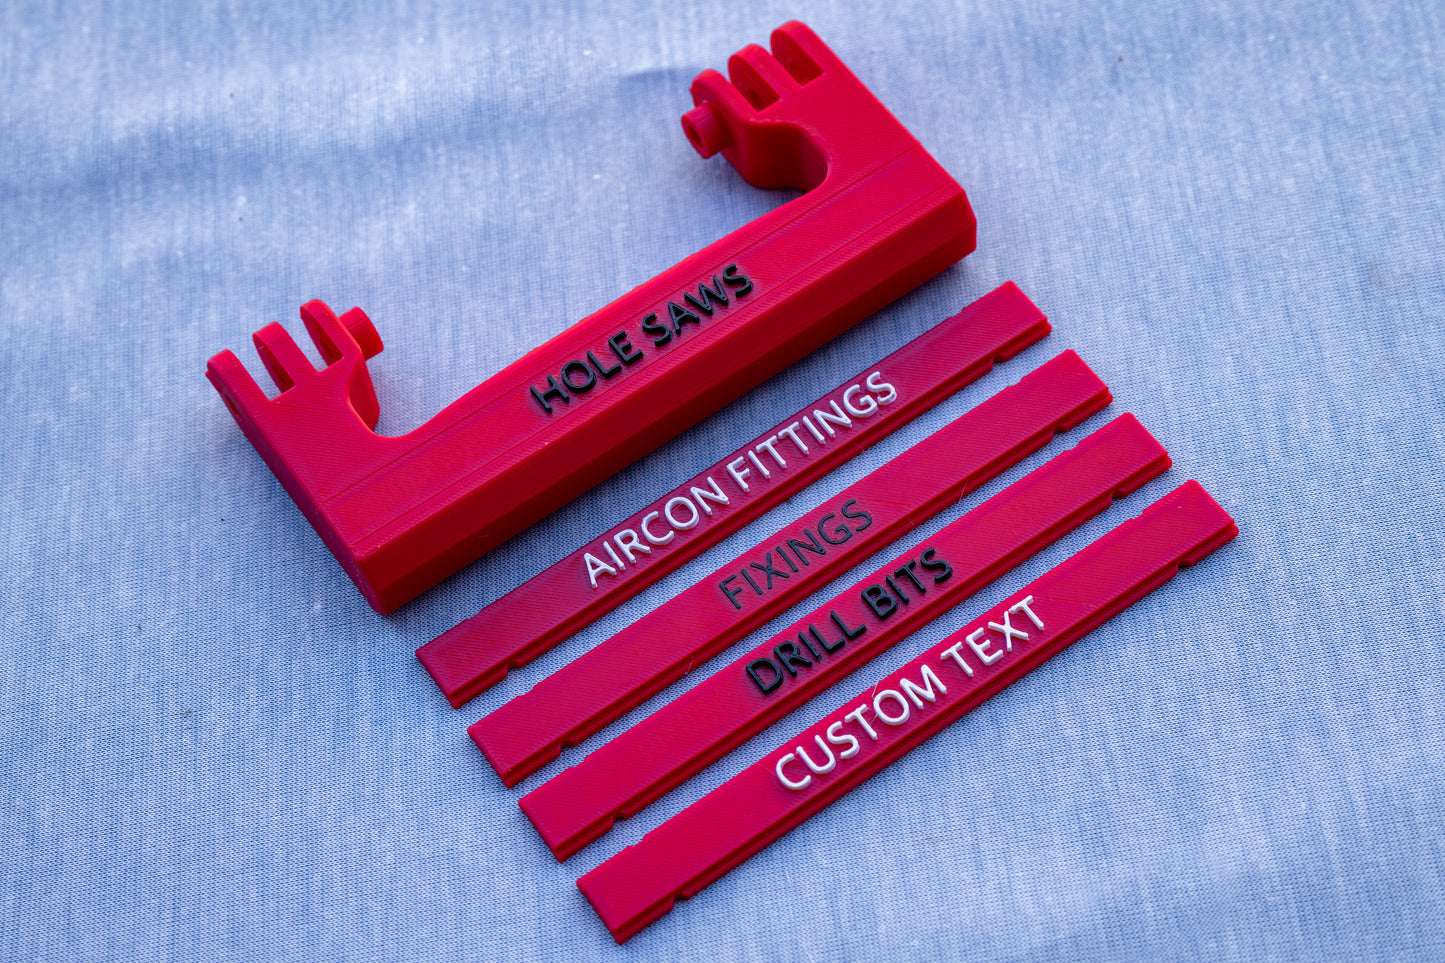 HOLE SAWS
AIRCON FITTINGS
FIXINGS
DRILL BITS
CUSTOM TEXT